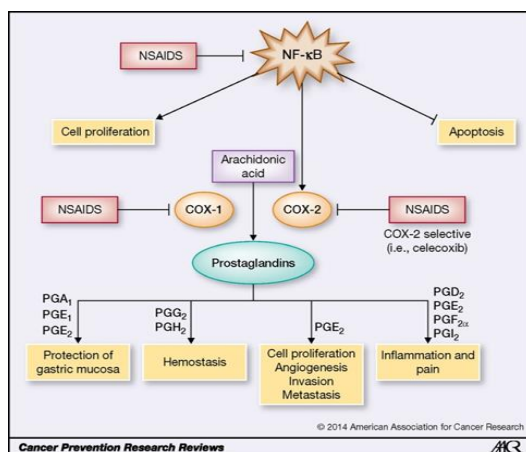 NSAIDS
NF-κB
Cell proliferation
Apoptosis
Arachidonic
acid
NSAIDS
COX-1
COX-2
NSAIDS
COX-2 selective
(i.e., celecoxib)
Prostaglandins
PGA₁
PGE₁
PGE₂
PGG₂
PGH₂
PGE₂
PGD₂
PGE₂
PGF₂α
PGI₂
Protection of
gastric mucosa
Hemostasis
Cell proliferation
Angiogenesis
Invasion
Metastasis
Inflammation and
pain
© 2014 American Association for Cancer Research
Cancer Prevention Research Reviews
AACR